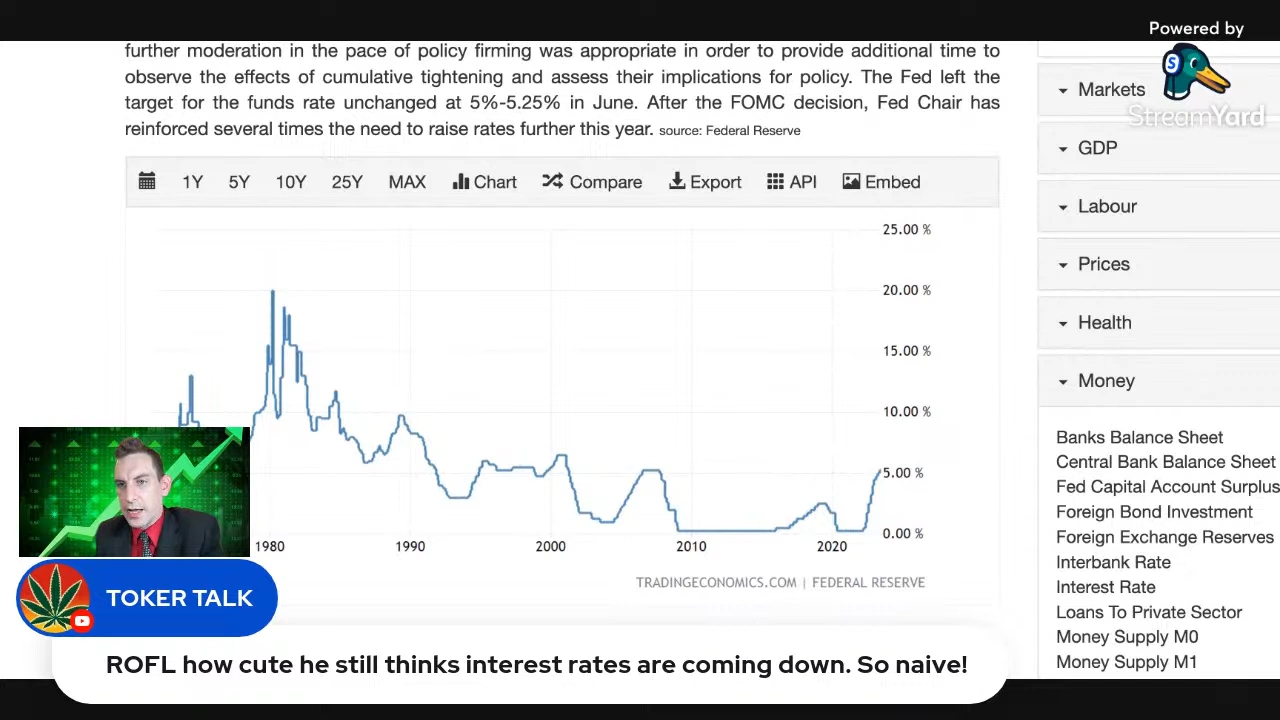 Powered by
StreamYard
further moderation in the pace of policy firming was appropriate in order to provide additional time to
observe the effects of cumulative tightening and assess their implications for policy. The Fed left the
target for the funds rate unchanged at 5%-5.25% in June. After the FOMC decision, Fed Chair has
reinforced several times the need to raise rates further this year. source: Federal Reserve
1Y 5Y 10Y 25Y MAX Chart Compare Export API Embed
25.00 %
20.00 %
15.00 %
10.00 %
5.00 %
0.00 %
1980 1990 2000 2010 2020
TRADINGECONOMICS.COM | FEDERAL RESERVE
Markets
GDP
Labour
Prices
Health
Money
Banks Balance Sheet
Central Bank Balance Sheet
Fed Capital Account Surplus
Foreign Bond Investment
Foreign Exchange Reserves
Interbank Rate
Interest Rate
Loans To Private Sector
Money Supply M0
Money Supply M1
TOKER TALK
ROFL how cute he still thinks interest rates are coming down. So naive!